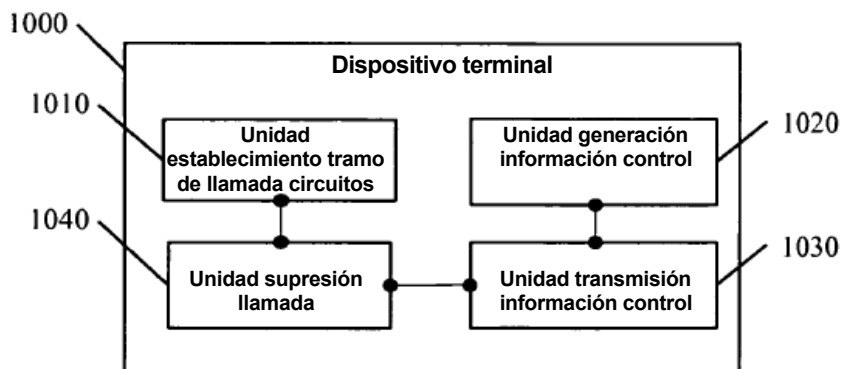 1000
Dispositivo terminal
1010
Unidad
establecimiento tramo
de llamada circuitos
Unidad generación
información control
1020
1040
Unidad supresión
llamada
Unidad transmisión
información control
1030